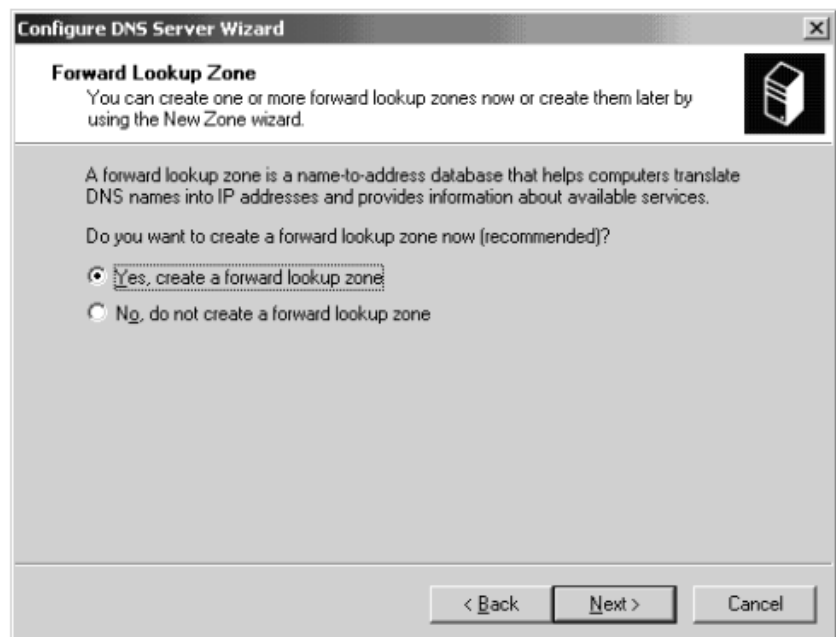 Configure DNS Server Wizard
Forward Lookup Zone
You can create one or more forward lookup zones now or create them later by
using the New Zone wizard.
A forward lookup zone is a name-to-address database that helps computers translate
DNS names into IP addresses and provides information about available services.
Do you want to create a forward lookup zone now (recommended)?
Yes, create a forward lookup zone
No, do not create a forward lookup zone
< Back
Next >
Cancel